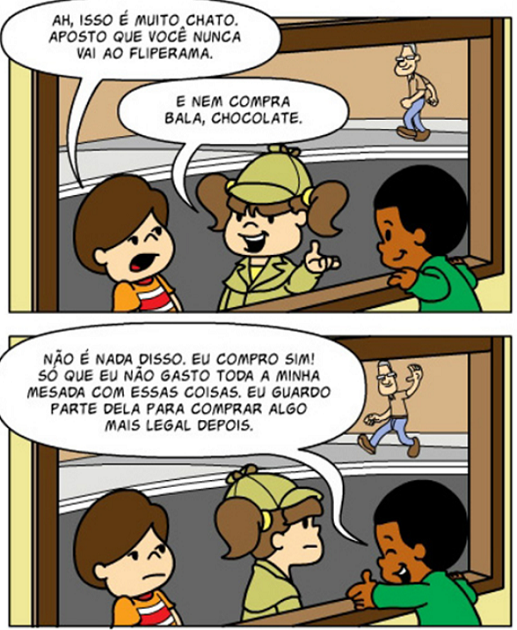 AH, ISSO É MUITO CHATO.
APOSTO QUE VOCÊ NUNCA
VAI AO FLIPERAMA.
E NEM COMPRA
BALA, CHOCOLATE.
NÃO É NADA DISSO. EU COMPRO SIM!
SÓ QUE EU NÃO GASTO TODA A MINHA
MESADA COM ESSAS COISAS. EU GUARDO
PARTE DELA PARA COMPRAR ALGO
MAIS LEGAL DEPOIS.